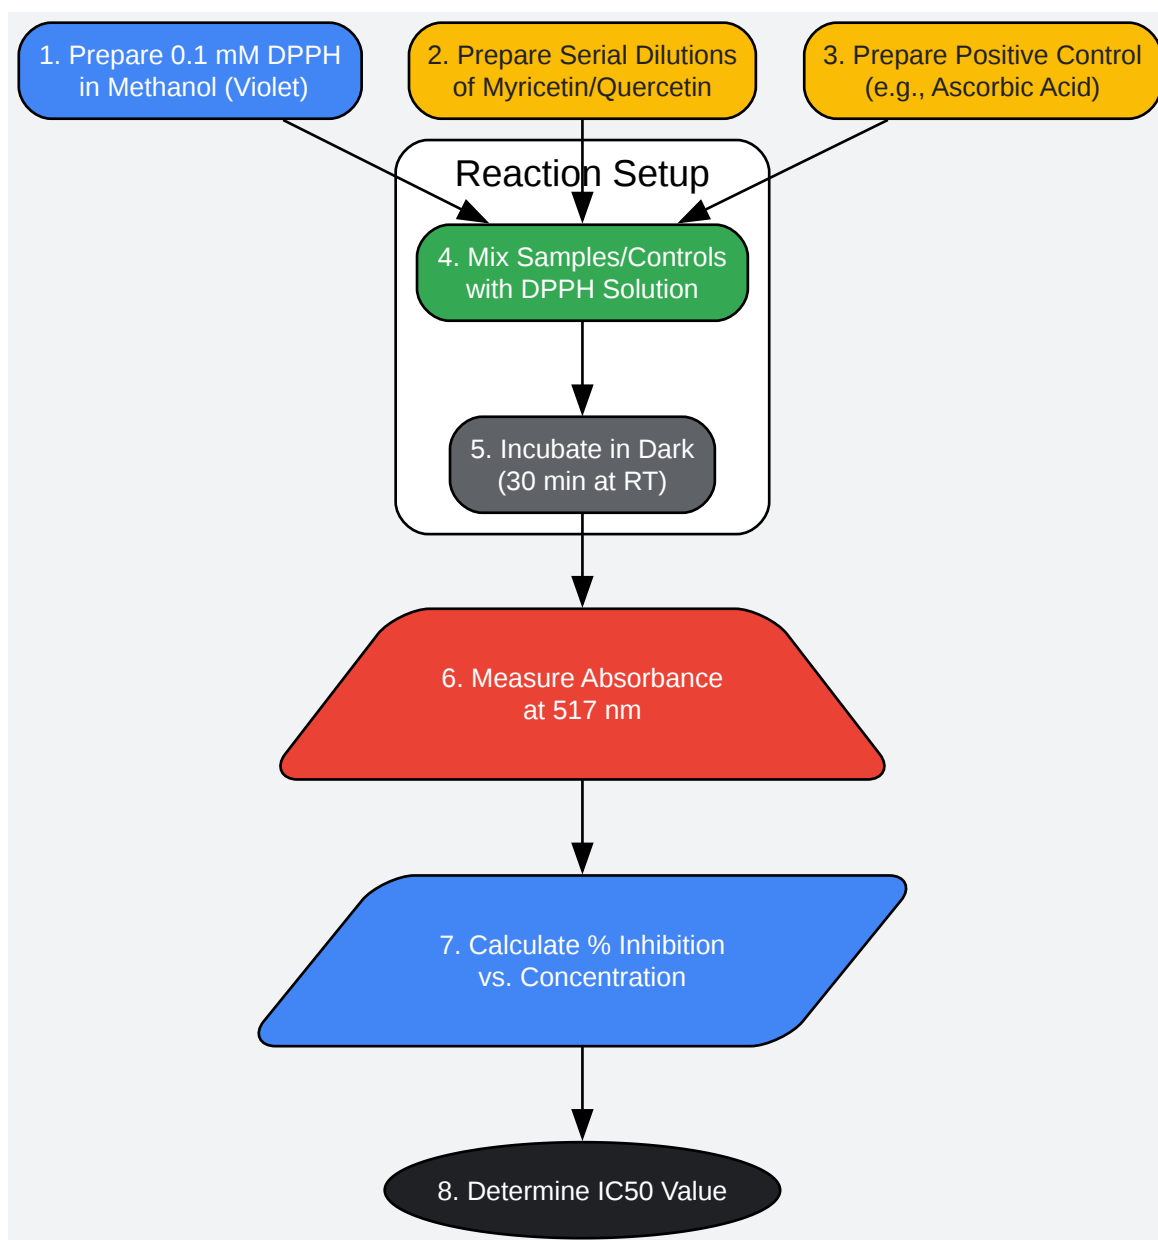 1. Prepare 0.1 mM DPPH
in Methanol (Violet)
2. Prepare Serial Dilutions
of Myricetin/Quercetin
3. Prepare Positive Control
(e.g., Ascorbic Acid)
Reaction Setup
4. Mix Samples/Controls
with DPPH Solution
5. Incubate in Dark
(30 min at RT)
6. Measure Absorbance
at 517 nm
7. Calculate % Inhibition
vs. Concentration
8. Determine IC50 Value